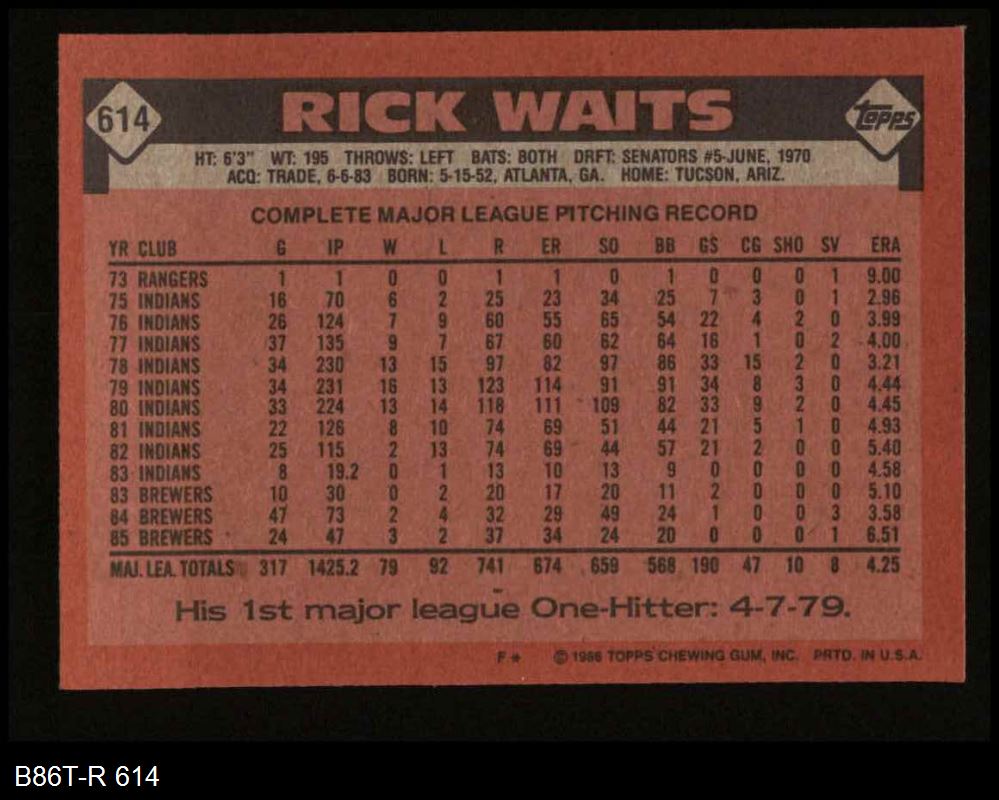 614
RICK WAITS
Topps
HT: 6'3" WT: 195 THROWS: LEFT BATS: BOTH DRFT: SENATORS #5-JUNE, 1970
ACQ: TRADE, 6-6-83 BORN: 5-15-52, ATLANTA, GA. HOME: TUCSON, ARIZ.
COMPLETE MAJOR LEAGUE PITCHING RECORD
YR CLUB G IP W L R ER SO BB GS CG SHO SV ERA
73 RANGERS 1 1 0 0 1 1 0 1 0 0 0 1 9.00
75 INDIANS 16 70 6 2 25 23 34 25 7 3 0 1 2.96
76 INDIANS 26 124 7 9 60 55 65 54 22 4 2 0 3.99
77 INDIANS 37 135 9 7 67 60 62 64 16 1 0 2 4.00
78 INDIANS 34 230 13 15 97 82 97 86 33 15 2 0 3.21
79 INDIANS 34 231 16 13 123 114 91 91 34 8 3 0 4.44
80 INDIANS 33 224 13 14 118 111 109 82 33 9 2 0 4.45
81 INDIANS 22 126 8 10 74 69 51 44 21 5 1 0 4.93
82 INDIANS 25 115 2 13 74 69 44 57 21 2 0 0 5.40
83 INDIANS 8 19.2 0 1 13 10 13 9 0 0 0 0 4.58
83 BREWERS 10 30 0 2 20 17 20 11 2 0 0 0 5.10
84 BREWERS 47 73 2 4 32 29 49 24 1 0 0 3 3.58
85 BREWERS 24 47 3 2 37 34 24 20 0 0 0 1 6.51
MAJ. LEA. TOTALS 317 1425.2 79 92 741 674 659 568 190 47 10 8 4.25
His 1st major league One-Hitter: 4-7-79.
F* © 1986 TOPPS CHEWING GUM, INC. PRTD. IN U.S.A.
B86T-R 614